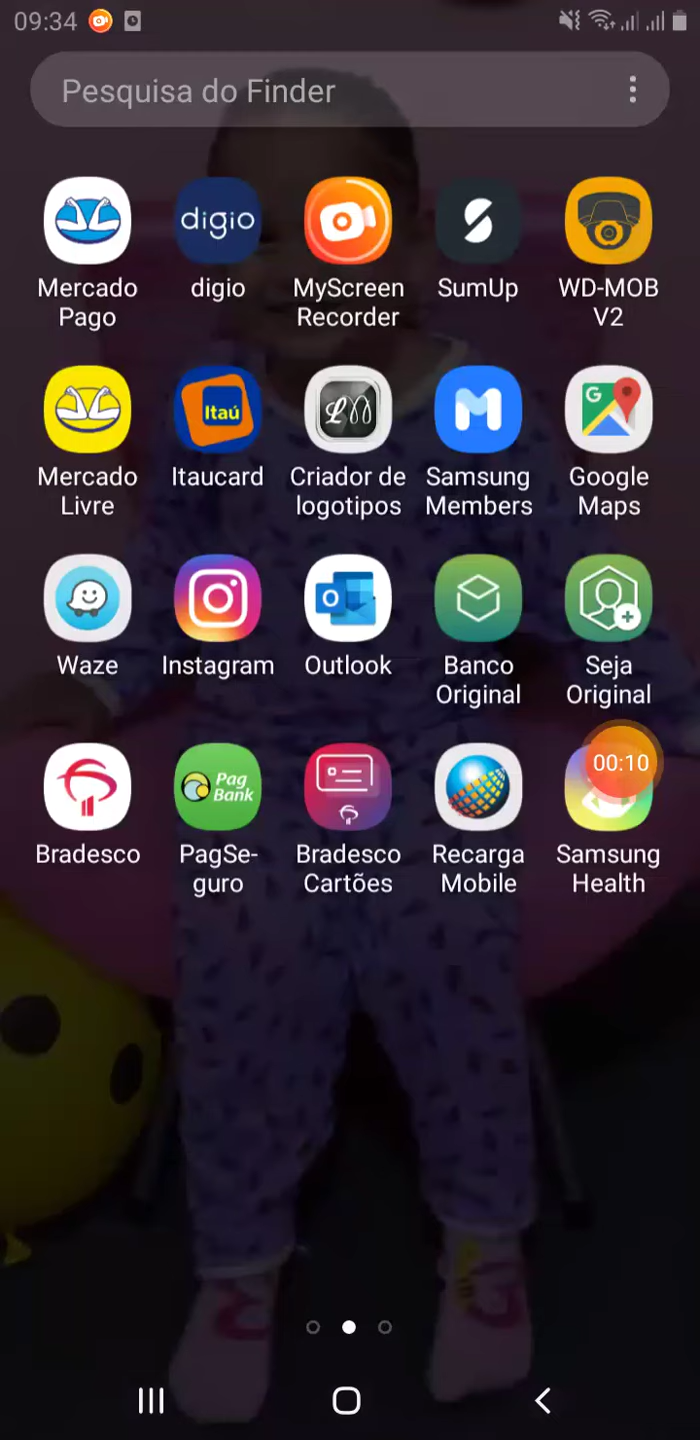 09:34
Pesquisa do Finder
digio
Mercado Pago
digio
MyScreen Recorder
SumUp
WD-MOB V2
Itaú
LM
G
Mercado Livre
Itaucard
Criador de logotipos
Samsung Members
Google Maps
O
Waze
Instagram
Outlook
Banco Original
Seja Original
00:10
Pag
Bank
Bradesco
PagSe-
guro
Bradesco Cartões
Recarga Mobile
Samsung Health